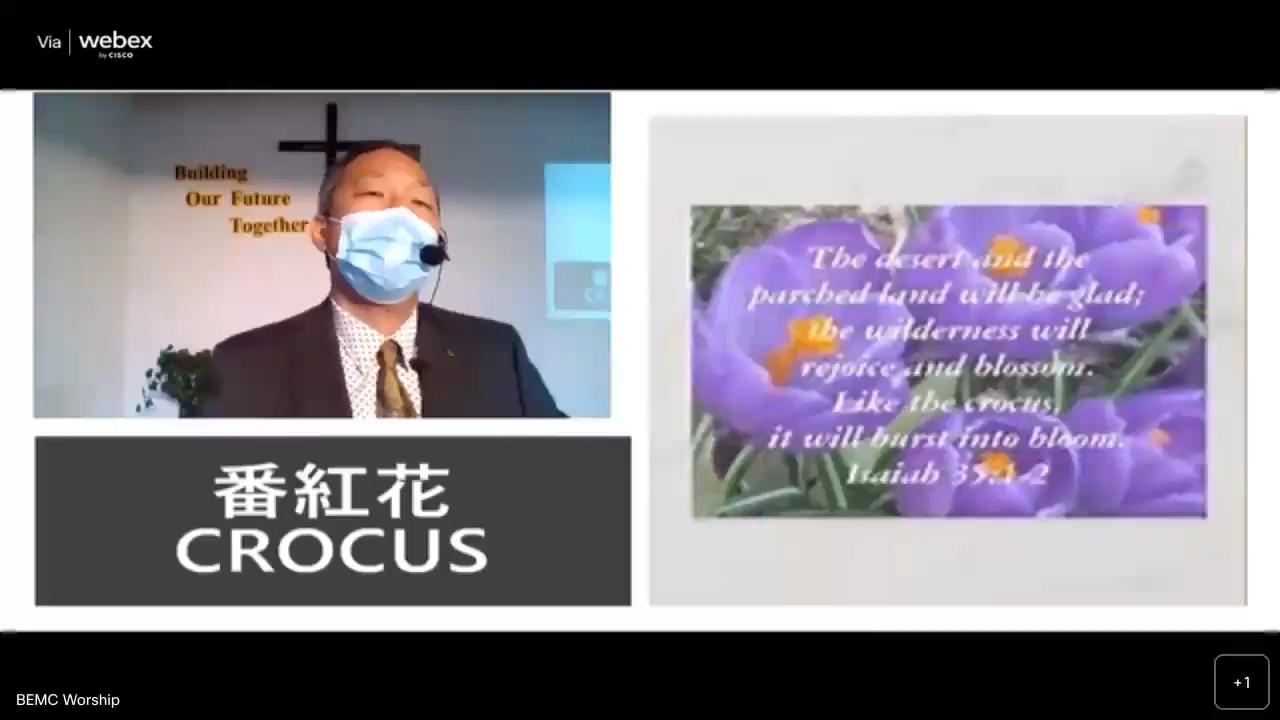 Via webex
by CISCO
Building
Our Future
Together
番紅花
CROCUS
The desert and the
parched land will be glad;
the wilderness will
rejoice and blossom.
Like the crocus,
it will burst into bloom.
Isaiah 35:1-2
BEMC Worship
+1